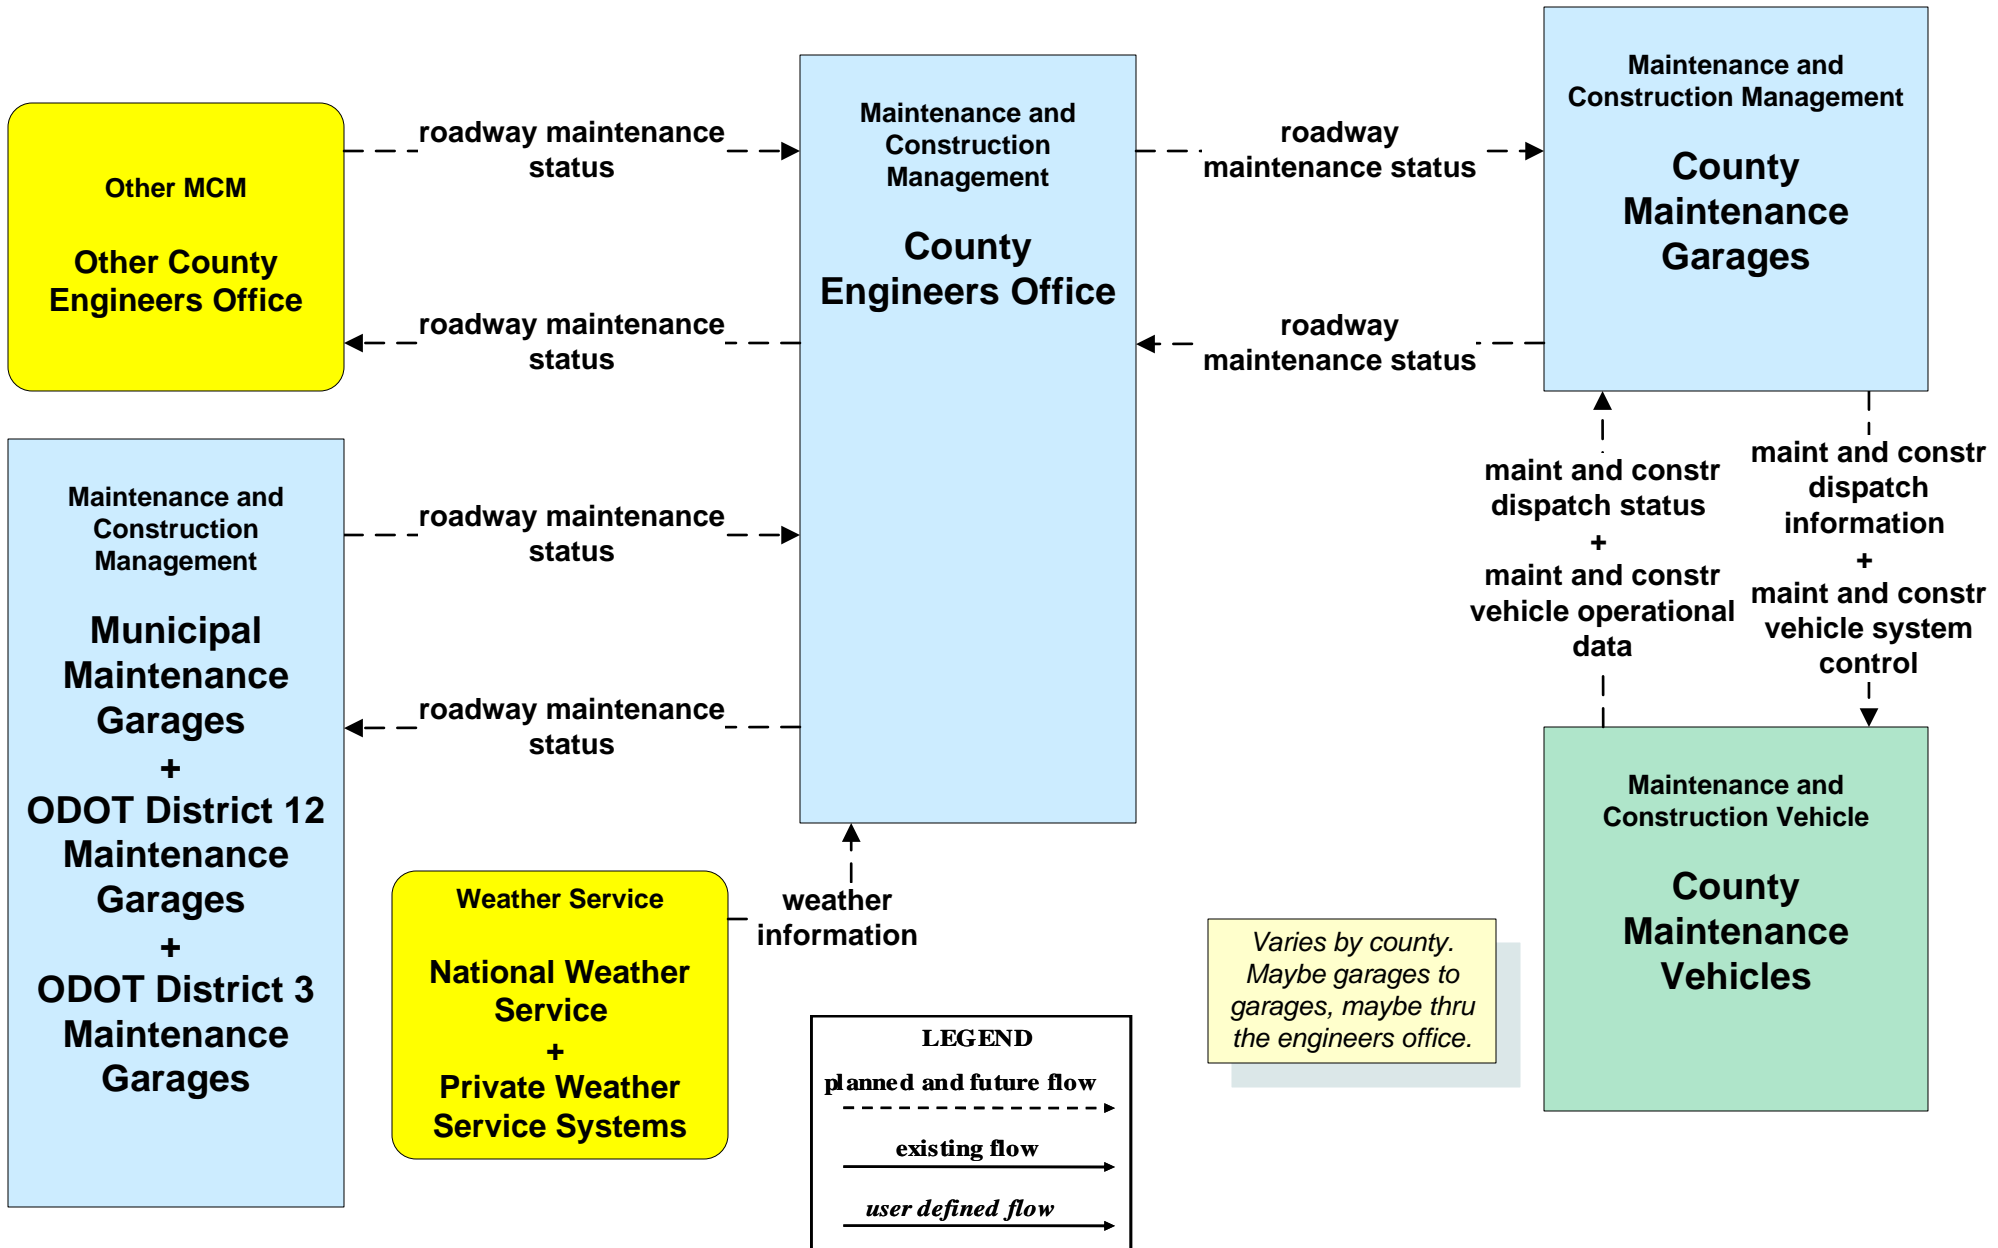 Other MCM
Other County
Engineers Office
roadway maintenance
status
roadway maintenance
status
Maintenance and
Construction
Management
County
Engineers Office
roadway
maintenance status
roadway
maintenance status
Maintenance and
Construction Management
County
Maintenance
Garages
Maintenance and
Construction
Management
Municipal
Maintenance
Garages
+
ODOT District 12
Maintenance
Garages
+
ODOT District 3
Maintenance
Garages
roadway maintenance
status
roadway maintenance
status
maint and constr
dispatch status
+
maint and constr
vehicle operational
data
maint and constr
dispatch
information
+
maint and constr
vehicle system
control
Weather Service
National Weather
Service
+
Private Weather
Service Systems
weather
information
Varies by county.
Maybe garages to
garages, maybe thru
the engineers office.
Maintenance and
Construction Vehicle
County
Maintenance
Vehicles
LEGEND
planned and future flow
existing flow
user defined flow